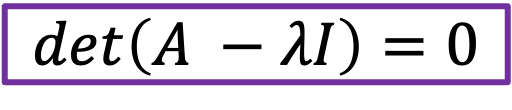 det(A − λI) = 0